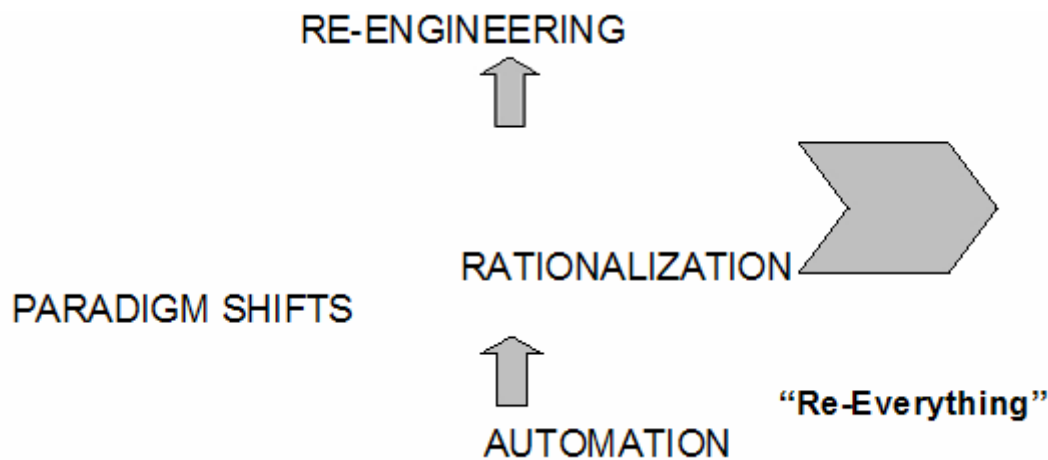 RE-ENGINEERING
RATIONALIZATION
PARADIGM SHIFTS
“Re-Everything”
AUTOMATION